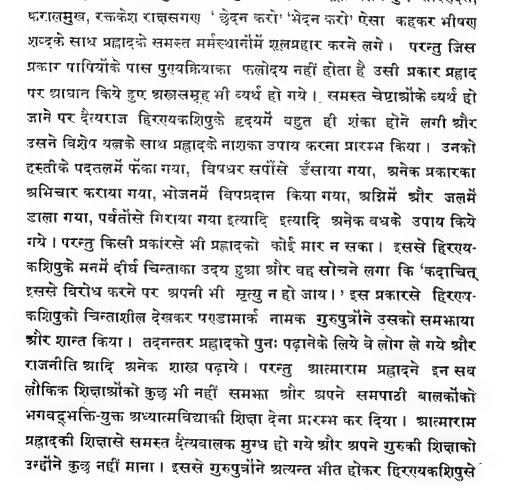 करालमुख, रक्तकेश राक्षसगण ' छेदन करो' 'भेदन करो' ऐसा कहकर भीषण
शब्दके साथ प्रह्लादके समस्त मर्मस्थानोंमें शूलप्रहार करने लगे । परन्तु जिस
प्रकार पापियोंके पास पुण्यक्रियाका फलोदय नहीं होता है उसी प्रकार प्रह्लाद
पर आघात किये हुए अस्त्रसमूह भी व्यर्थ हो गये । समस्त चेष्टाओंके व्यर्थ हो
जाने पर दैत्यराज हिरण्यकशिपुके हृदयमें बहुत ही शंका होने लगी और
उसने विशेष यत्नके साथ प्रह्लादके नाशका उपाय करना प्रारम्भ किया । उनको
हस्तीके पदतलमें फेंका गया, विषधर सर्पोंसे डँसाया गया, अनेक प्रकारका
अभिचार कराया गया, भोजनमें विषप्रदान किया गया, अग्निमें और जलमें
डाला गया, पर्वतोंसे गिराया गया इत्यादि इत्यादि अनेक वधके उपाय किये
गये । परन्तु किसी प्रकारसे भी प्रह्लादको कोई मार न सका । इससे हिरण्य-
कशिपुके मनमें दीर्घ चिन्ताका उदय हुआ और वह सोचने लगा कि 'कदाचित्
इससे विरोध करने पर अपनी भी मृत्यु न हो जाय ।' इस प्रकारसे हिरण्य-
कशिपुको चिन्ताशील देखकर षण्डामार्क नामक गुरुपुत्रोंने उसको समझाया
और शान्त किया । तदनन्तर प्रह्लादको पुनः पढ़ानेके लिये वे लोग ले गये और
राजनीति आदि अनेक शास्त्र पढ़ाये । परन्तु आत्माराम प्रह्लादने इन सब
लौकिक शिक्षाओंको कुछ भी नहीं समझा और अपने समपाठी बालकोंको
भगवद्भक्ति-युक्त अध्यात्मविद्याकी शिक्षा देना प्रारम्भ कर दिया । आत्माराम
प्रह्लादकी शिक्षासे समस्त दैत्यबालक मुग्ध हो गये और अपने गुरुकी शिक्षाको
उन्होंने कुछ नहीं माना । इससे गुरुपुत्रोंने अत्यन्त भीत होकर हिरण्यकशिपुसे